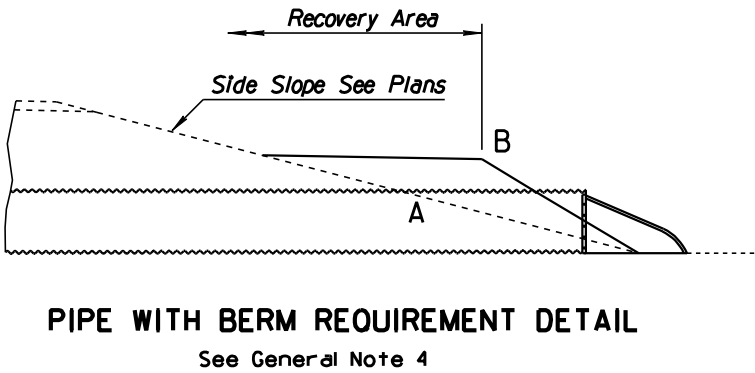 Recovery Area
Side Slope See Plans
B
A
PIPE WITH BERM REQUIREMENT DETAIL
See General Note 4